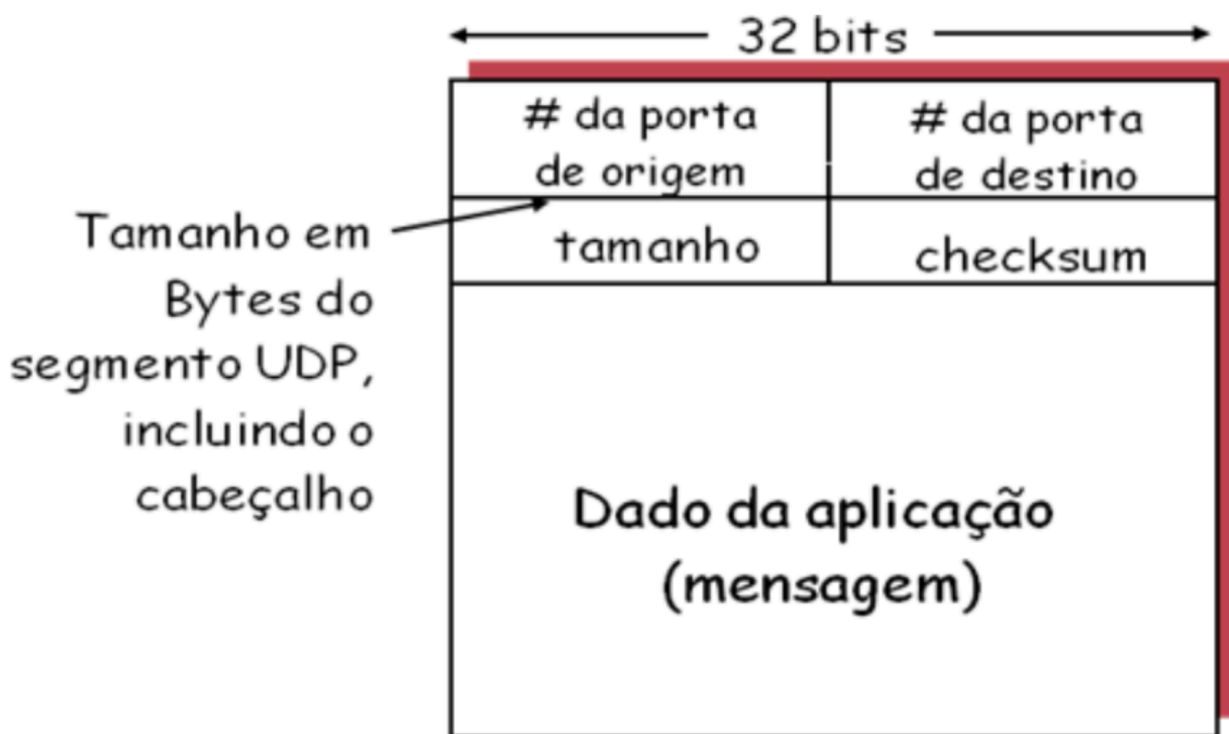 32 bits
# da porta
de origem
# da porta
de destino
Tamanho em
Bytes do
segmento UDP,
incluindo o
cabeçalho
tamanho
checksum
Dado da aplicação
(mensagem)